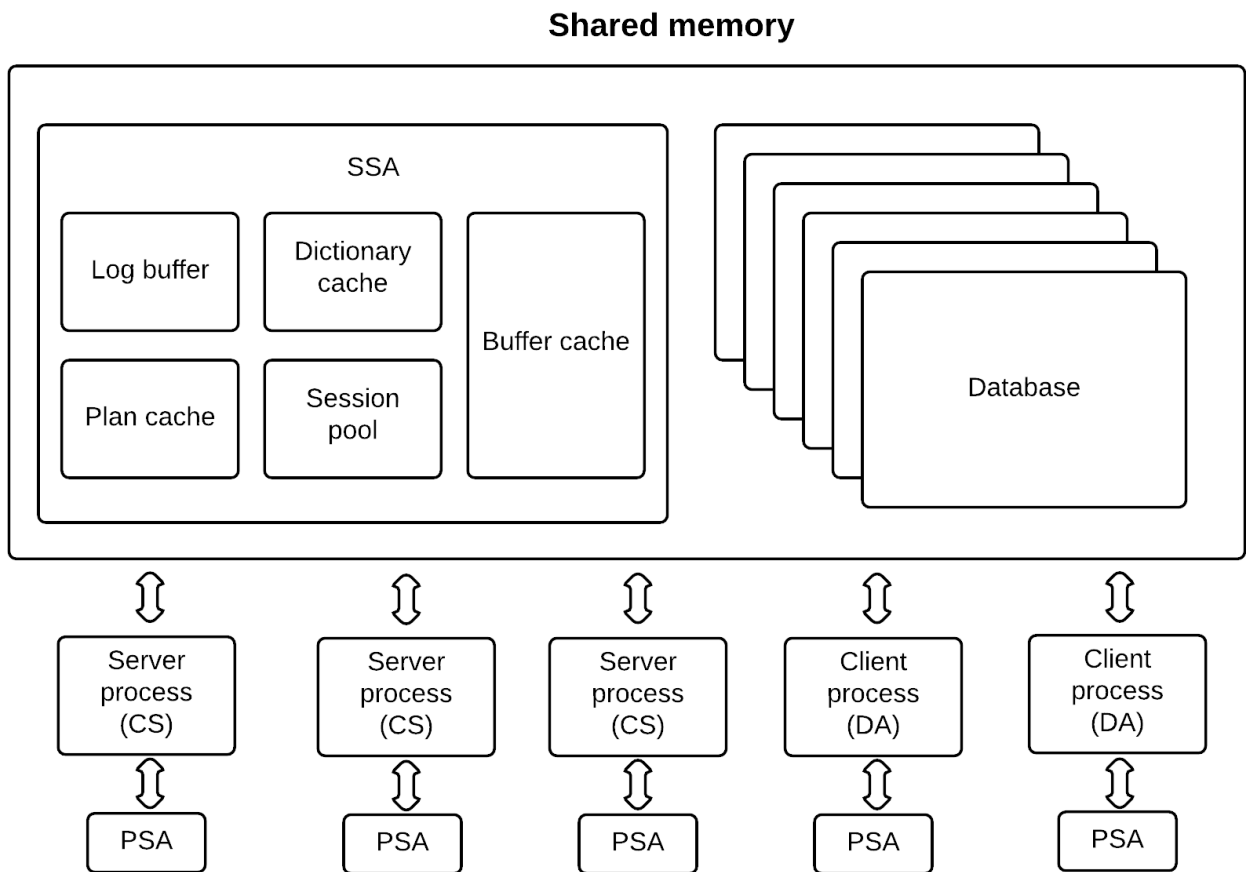 Shared memory
SSA
Log buffer
Dictionary
cache
Buffer cache
Plan cache
Session
pool
Database
Server
process
(CS)
Server
process
(CS)
Server
process
(CS)
Client
process
(DA)
Client
process
(DA)
PSA
PSA
PSA
PSA
PSA